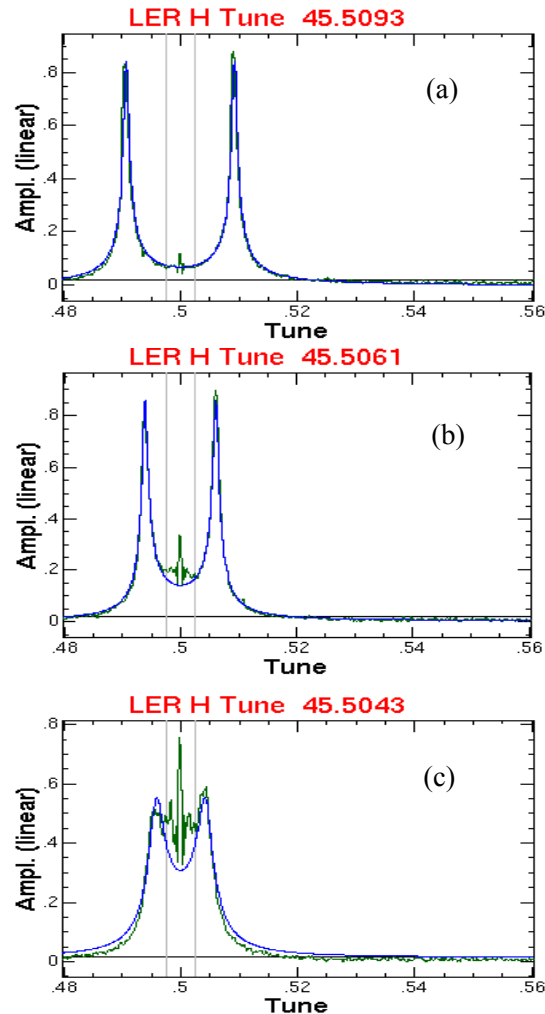 LER H Tune 45.5093
(a)
.8
.6
.4
.2
0
Ampl. (linear)
.48 .5 .52 .54 .56
Tune
LER H Tune 45.5061
(b)
.8
.6
.4
.2
0
Ampl. (linear)
.48 .5 .52 .54 .56
Tune
LER H Tune 45.5043
(c)
.8
.6
.4
.2
0
Ampl. (linear)
.48 .5 .52 .54 .56
Tune